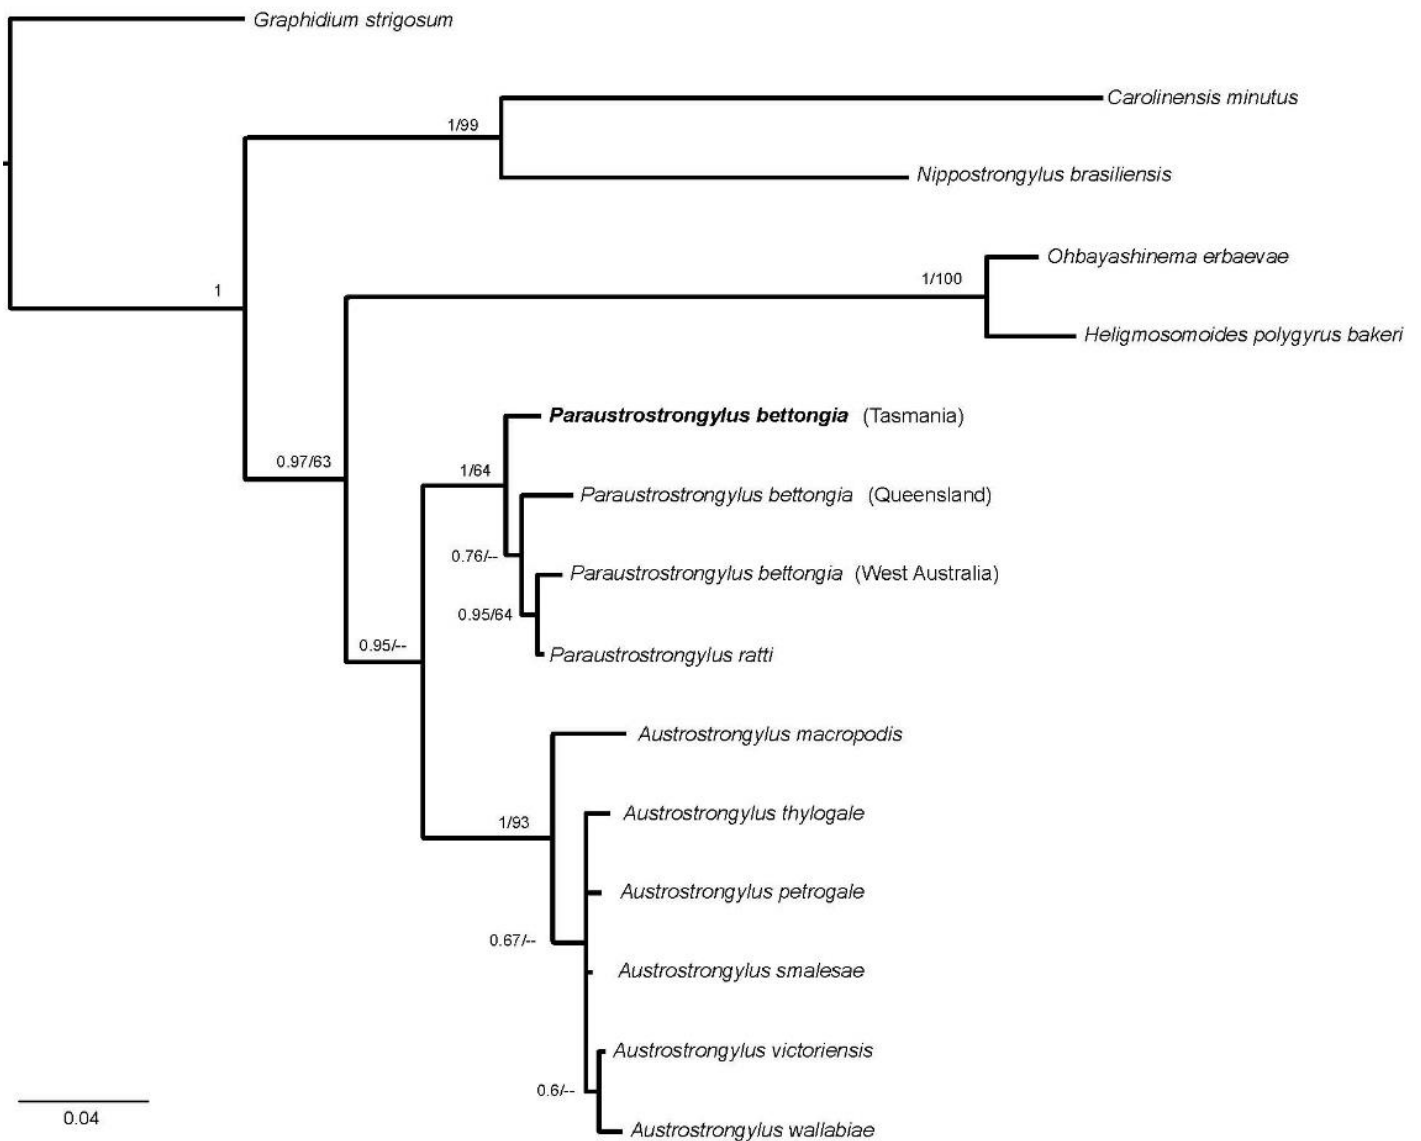 Graphidium strigosum
Carolinensis minutus
1/99
Nippostrongylus brasiliensis
Ohbayashinema erbaevae
1/100
1
Heligmosomoides polygyrus bakeri
Paraustrostrongylus bettongia (Tasmania)
0.97/63
1/64
Paraustrostrongylus bettongia (Queensland)
0.76/--
Paraustrostrongylus bettongia (West Australia)
0.95/64
0.95/--
Paraustrostrongylus ratti
Austrostrongylus macropodis
Austrostrongylus thylogale
1/93
Austrostrongylus petrogale
0.67/--
Austrostrongylus smalesae
Austrostrongylus victoriensis
0.6/--
0.04
Austrostrongylus wallabiae